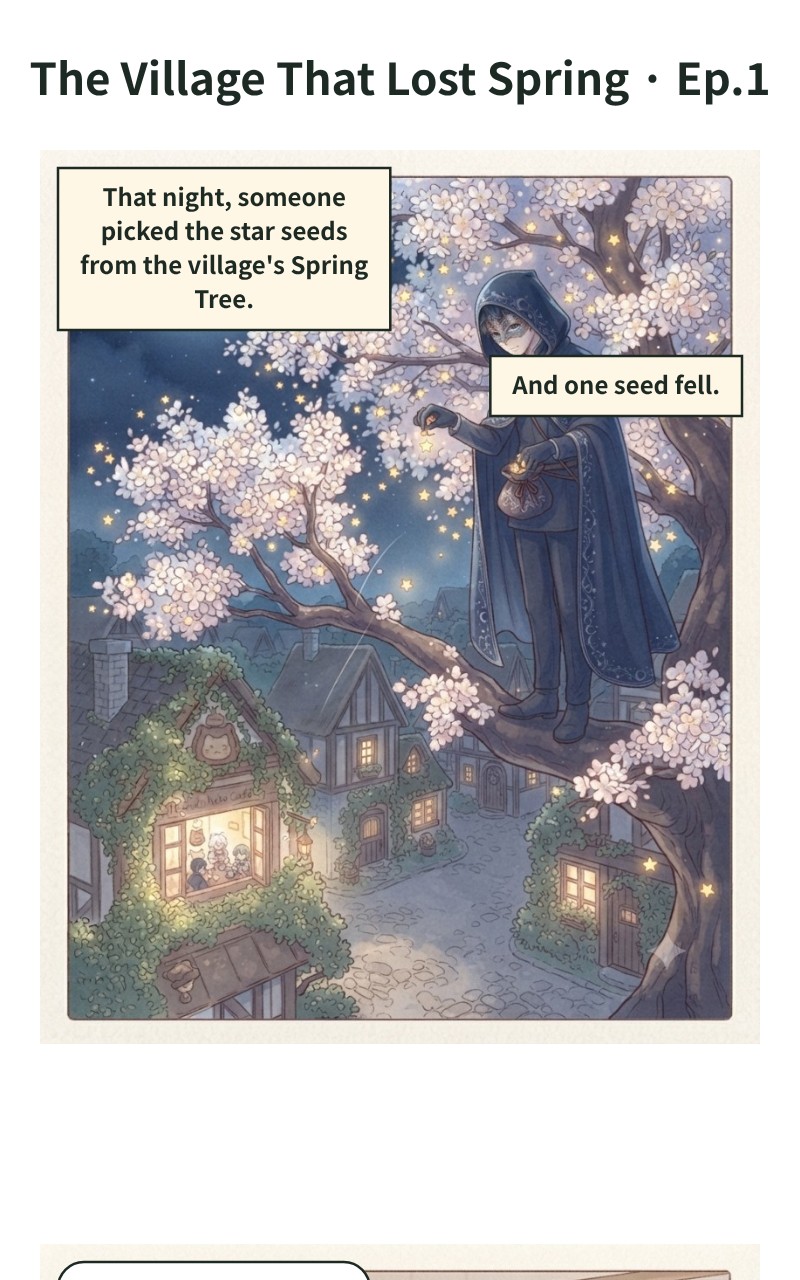 The Village That Lost Spring · Ep.1
That night, someone
picked the star seeds
from the village's Spring
Tree.
And one seed fell.